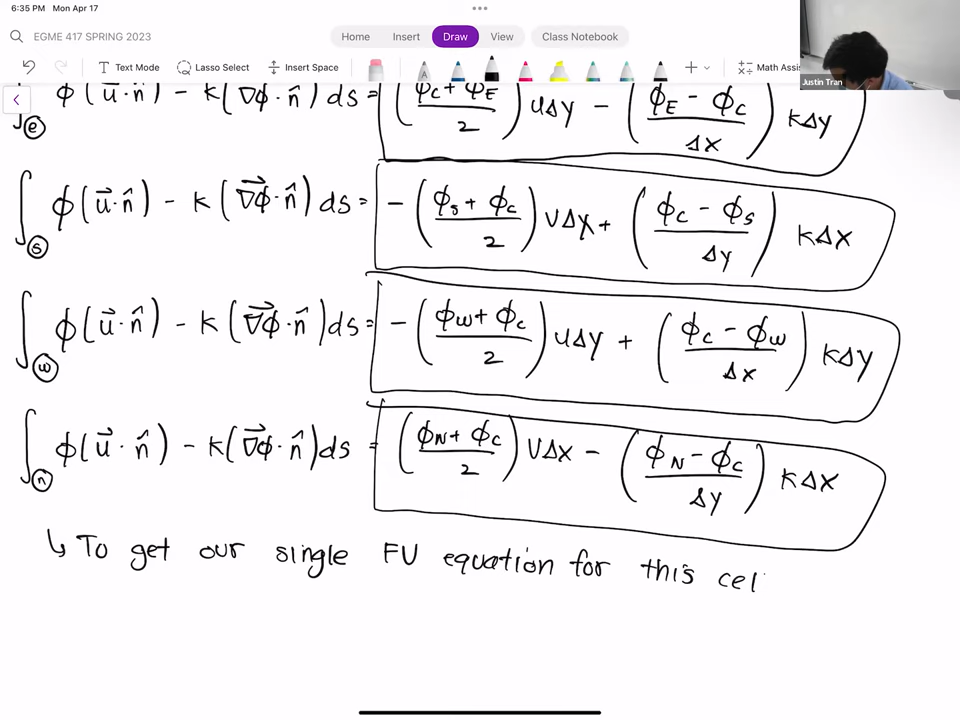 6:35 PM Mon Apr 17
EGME 417 SPRING 2023
Home Insert Draw View Class Notebook
Text Mode Lasso Select Insert Space Math Assis
Justin Tran
∫ₑ ϕ(u⃗·n̂) − k(∇⃗ϕ·n̂) ds = ((ϕC + ϕE)/2) uΔy − ((ϕE − ϕC)/Δx) kΔy
∫ₛ ϕ(u⃗·n̂) − k(∇⃗ϕ·n̂) ds = −((ϕs + ϕc)/2) vΔx + ((ϕc − ϕs)/Δy) kΔx
∫w ϕ(u⃗·n̂) − k(∇⃗ϕ·n̂) ds = −((ϕw + ϕc)/2) uΔy + ((ϕc − ϕw)/Δx) kΔy
∫ₙ ϕ(u⃗·n̂) − k(∇⃗ϕ·n̂) ds = ((ϕN + ϕc)/2) vΔx − ((ϕN − ϕc)/Δy) kΔx
↳ To get our single FV equation for this cel